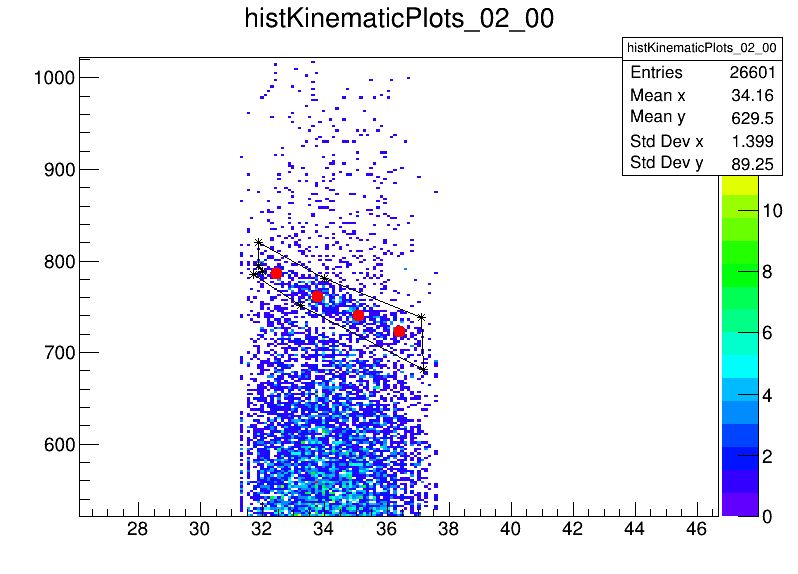 histKinematicPlots_02_00
histKinematicPlots_02_00
Entries 26601
Mean x 34.16
Mean y 629.5
Std Dev x 1.399
Std Dev y 89.25
1000
900
800
700
600
28 30 32 34 36 38 40 42 44 46
10
8
6
4
2
0